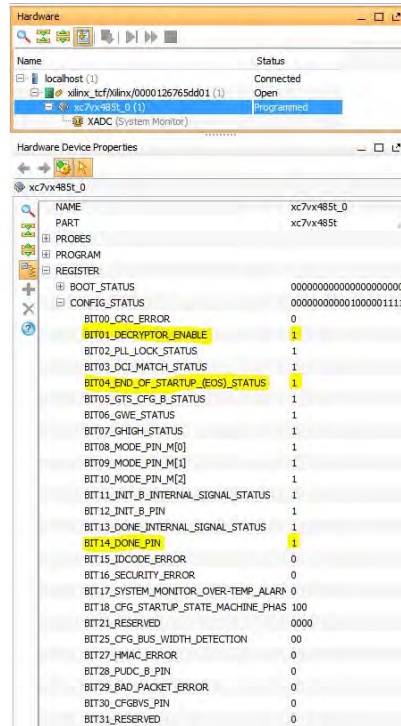 Hardware
Name Status
localhost (1) Connected
xilinx_tcf/Xilinx/0000126765dd01 (1) Open
xc7vx485t_0 (1) Programmed
XADC (System Monitor)
Hardware Device Properties
xc7vx485t_0
NAME xc7vx485t_0
PART xc7vx485t
PROBES
PROGRAM
REGISTER
BOOT_STATUS 00000000000000000000
CONFIG_STATUS 00000000001000001111
BIT00_CRC_ERROR 0
BIT01_DECRYPTOR_ENABLE 1
BIT02_PLL_LOCK_STATUS 1
BIT03_DCI_MATCH_STATUS 1
BIT04_END_OF_STARTUP_(EOS)_STATUS 1
BIT05_GTS_CFG_B_STATUS 1
BIT06_GWE_STATUS 1
BIT07_GHIGH_STATUS 1
BIT08_MODE_PIN_M[0] 1
BIT09_MODE_PIN_M[1] 1
BIT10_MODE_PIN_M[2] 1
BIT11_INIT_B_INTERNAL_SIGNAL_STATUS 1
BIT12_INIT_B_PIN 1
BIT13_DONE_INTERNAL_SIGNAL_STATUS 1
BIT14_DONE_PIN 1
BIT15_IDCODE_ERROR 0
BIT16_SECURITY_ERROR 0
BIT17_SYSTEM_MONITOR_OVER-TEMP_ALARM 0
BIT18_CFG_STARTUP_STATE_MACHINE_PHAS 100
BIT21_RESERVED 0000
BIT25_CFG_BUS_WIDTH_DETECTION 00
BIT27_HMAC_ERROR 0
BIT28_PUDC_B_PIN 0
BIT29_BAD_PACKET_ERROR 0
BIT30_CFGBVS_PIN 0
BIT31_RESERVED 0